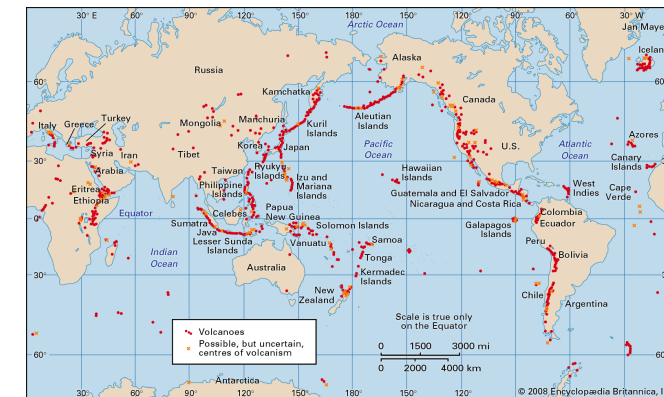 30° E
60°
90°
120°
150°
180°
150°
120°
90°
60°
30° W
Arctic Ocean
Jan Maye
Icelan
Alaska
Russia
60°
60°
Kamchatka
Canada
Aleutian
Islands
Italy
Greece
Turkey
Mongolia
Manchuria
Kuril
Islands
Azores
Korea
Japan
Pacific
Ocean
U.S.
Atlantic
Ocean
Syria
Iran
Tibet
30°
30°
Canary
Islands
Arabia
Taiwan
Ryukyu
Islands
Izu and
Mariana
Islands
Hawaiian
Islands
Eritrea
Ethiopia
Philippine
Islands
Guatemala and El Salvador
Nicaragua and Costa Rica
West
Indies
Cape
Verde
0°
Equator
Celebes
Papua
New Guinea
Solomon Islands
0°
Colombia
Ecuador
Sumatra
Java
Lesser Sunda
Islands
Vanuatu
Samoa
Galapagos
Islands
Peru
Indian
Ocean
Tonga
Bolivia
Australia
Kermadec
Islands
30°
30°
New
Zealand
Chile
Argentina
Scale is true only
on the Equator
Volcanoes
Possible, but uncertain,
centres of volcanism
0 1500 3000 mi
0 2000 4000 km
60°
60°
Antarctica
30°
60°
90°
120°
150°
180°
150°
120°
90°
60°
© 2008 Encyclopædia Britannica, I